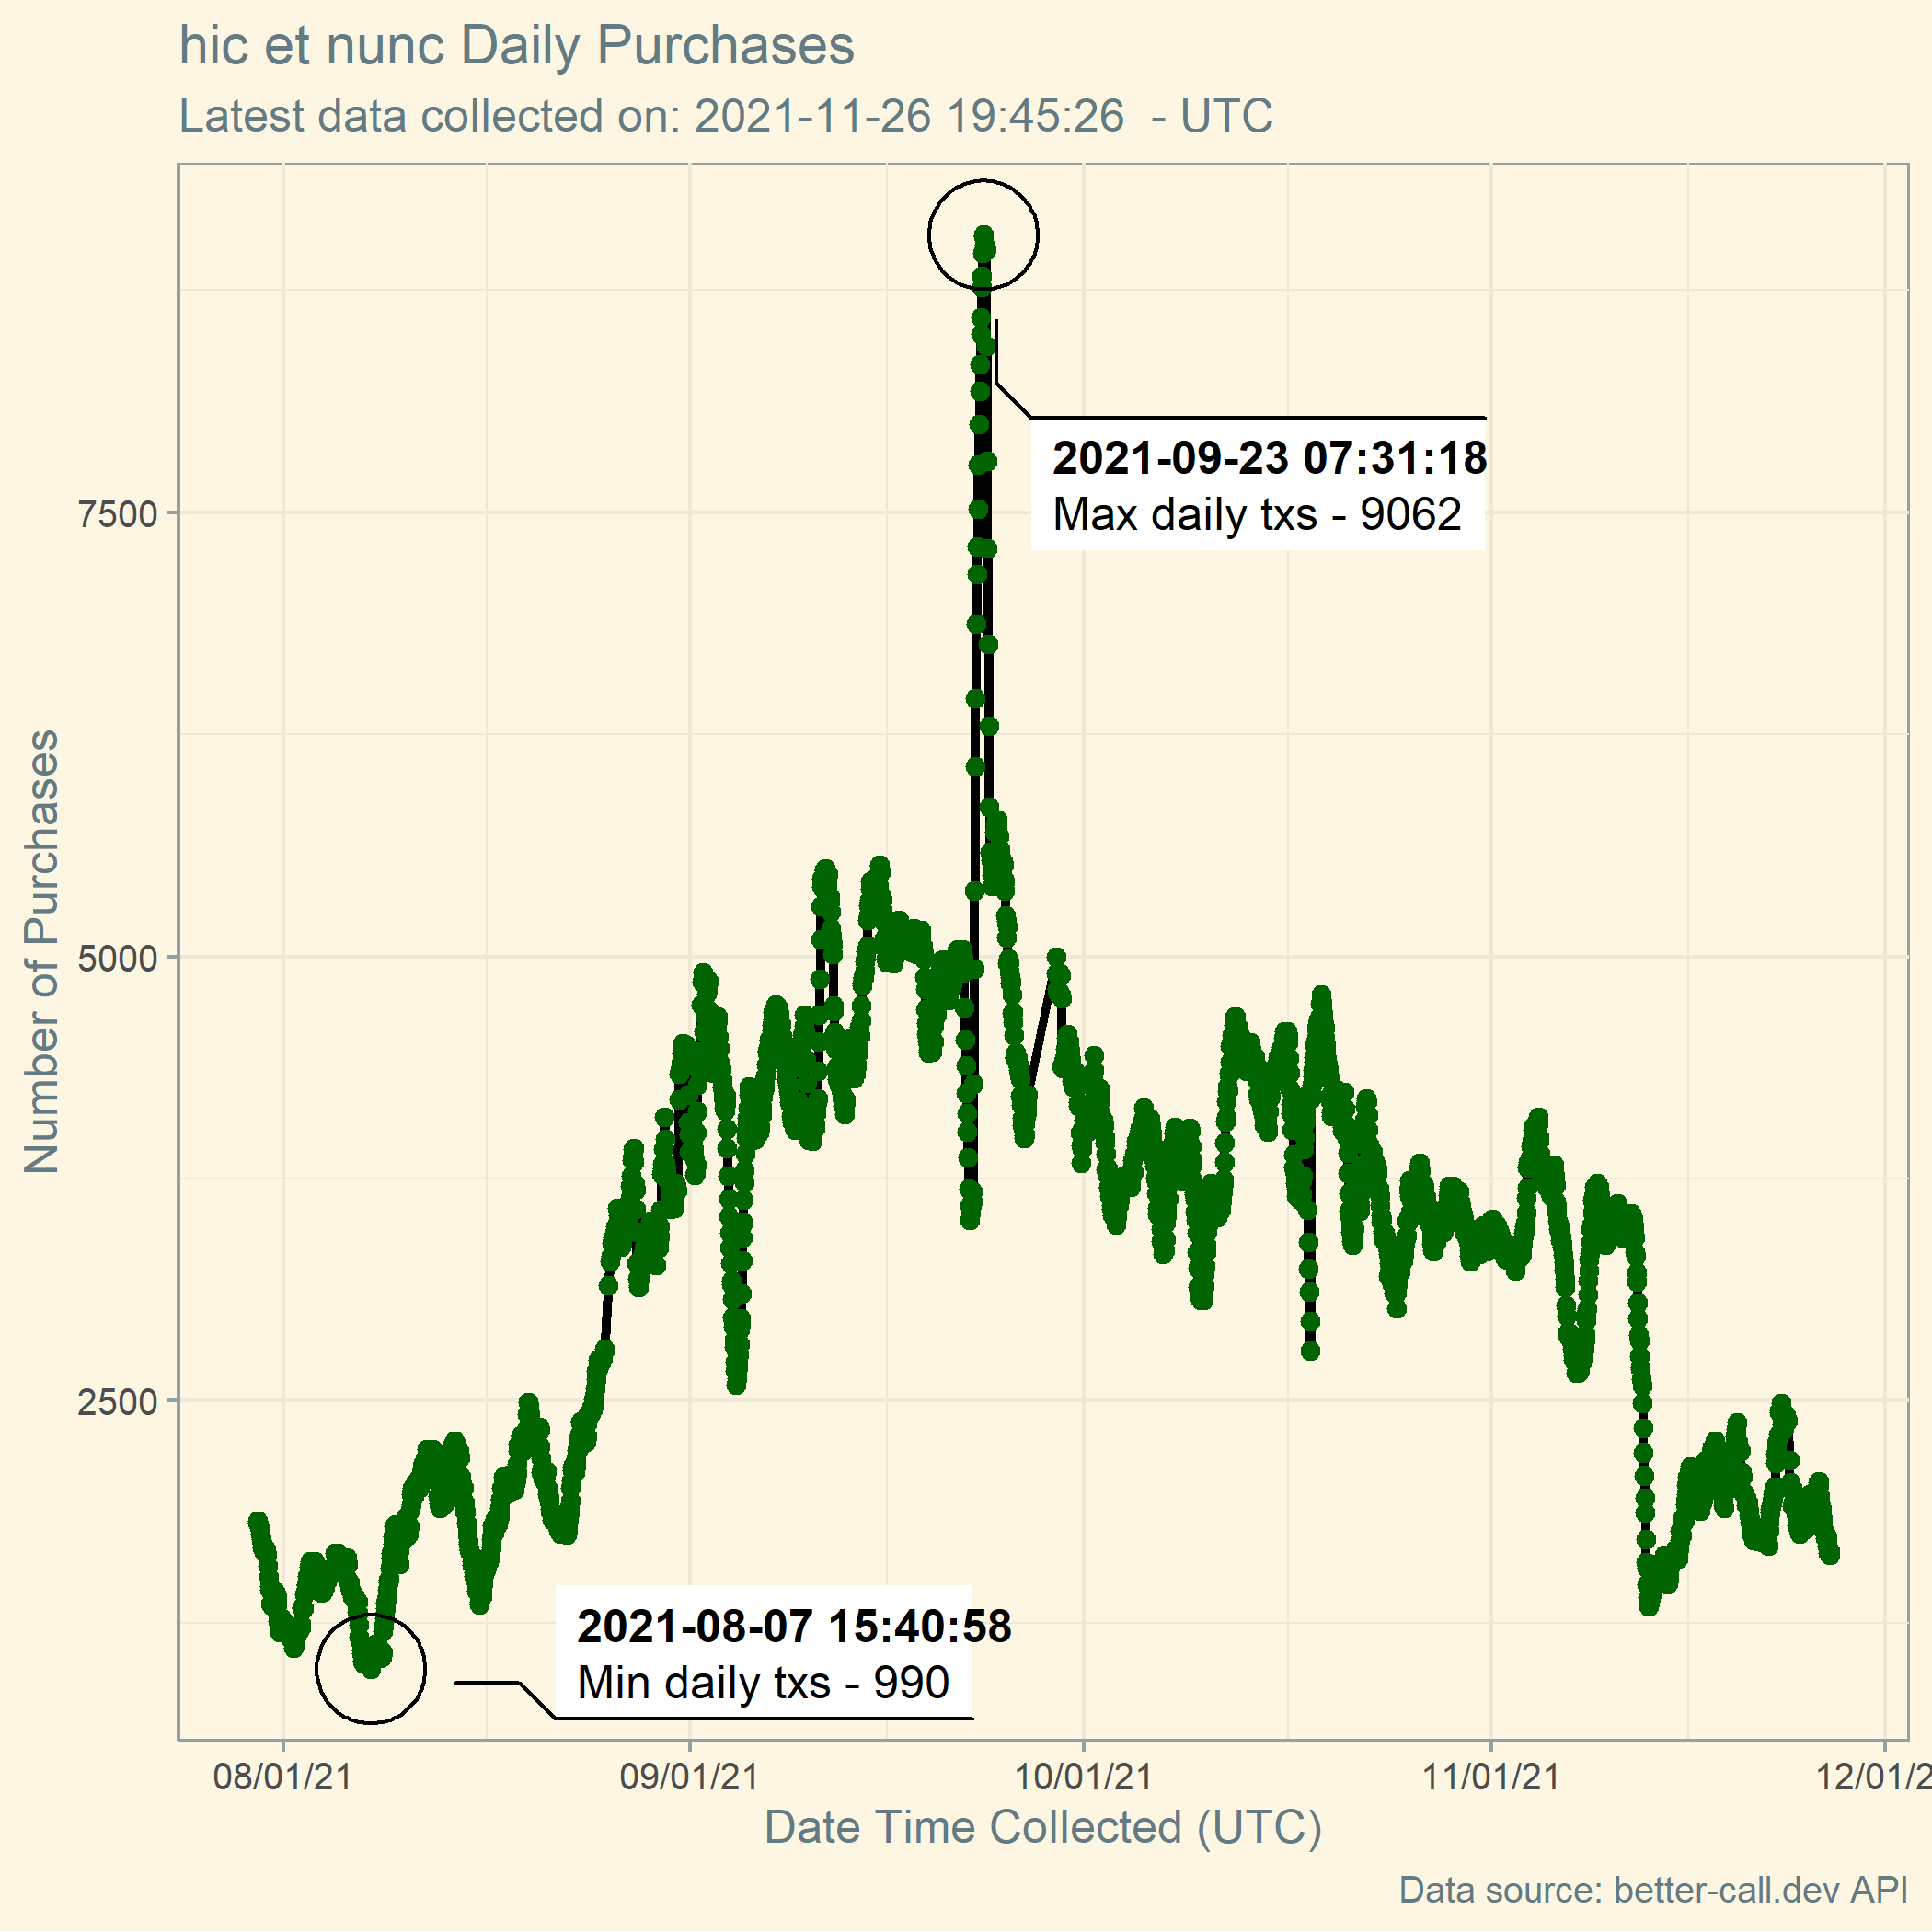 hic et nunc Daily Purchases
Latest data collected on: 2021-11-26 19:45:26  - UTC
Number of Purchases
7500
5000
2500
2021-09-23 07:31:18
Max daily txs - 9062
2021-08-07 15:40:58
Min daily txs - 990
08/01/21
09/01/21
10/01/21
11/01/21
12/01/2
Date Time Collected (UTC)
Data source: better-call.dev API